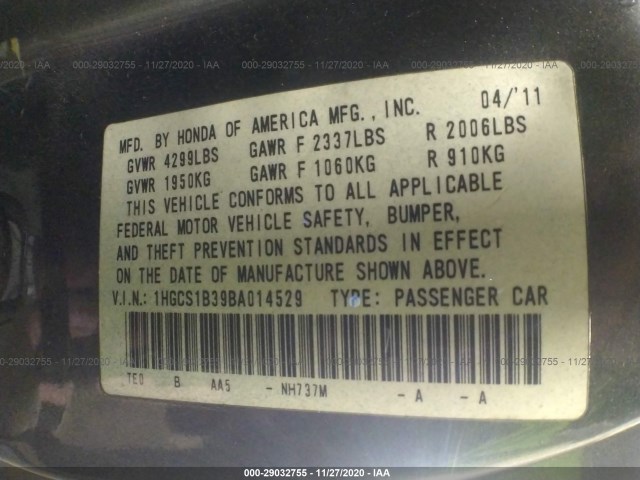 000-29032755 - 11/27/2020 - IAA
MFD. BY HONDA OF AMERICA MFG., INC. 04/'11
GVWR 4299LBS GAWR F 2337LBS R 2006LBS
GVWR 1950KG GAWR F 1060KG R 910KG
THIS VEHICLE CONFORMS TO ALL APPLICABLE
FEDERAL MOTOR VEHICLE SAFETY, BUMPER,
AND THEFT PREVENTION STANDARDS IN EFFECT
ON THE DATE OF MANUFACTURE SHOWN ABOVE.
V.I.N.: 1HGCS1B39BA014529 TYPE: PASSENGER CAR
TE0 B AA5 - NH737M - A - A
000-29032755 - 11/27/2020 - IAA